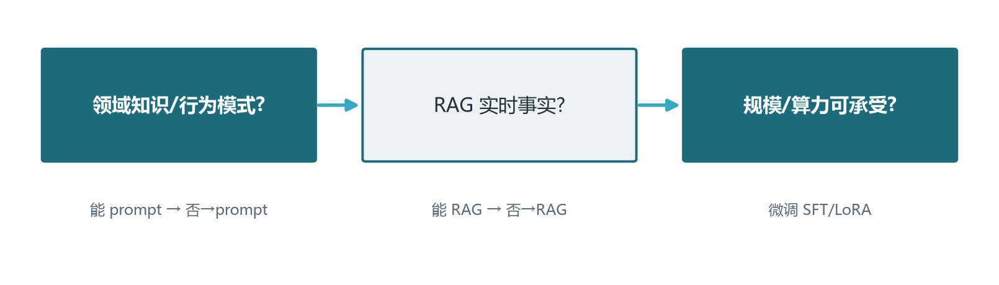 领域知识/行为模式?
RAG 实时事实?
规模/算力可承受?
能 prompt → 否→prompt
能 RAG → 否→RAG
微调 SFT/LoRA